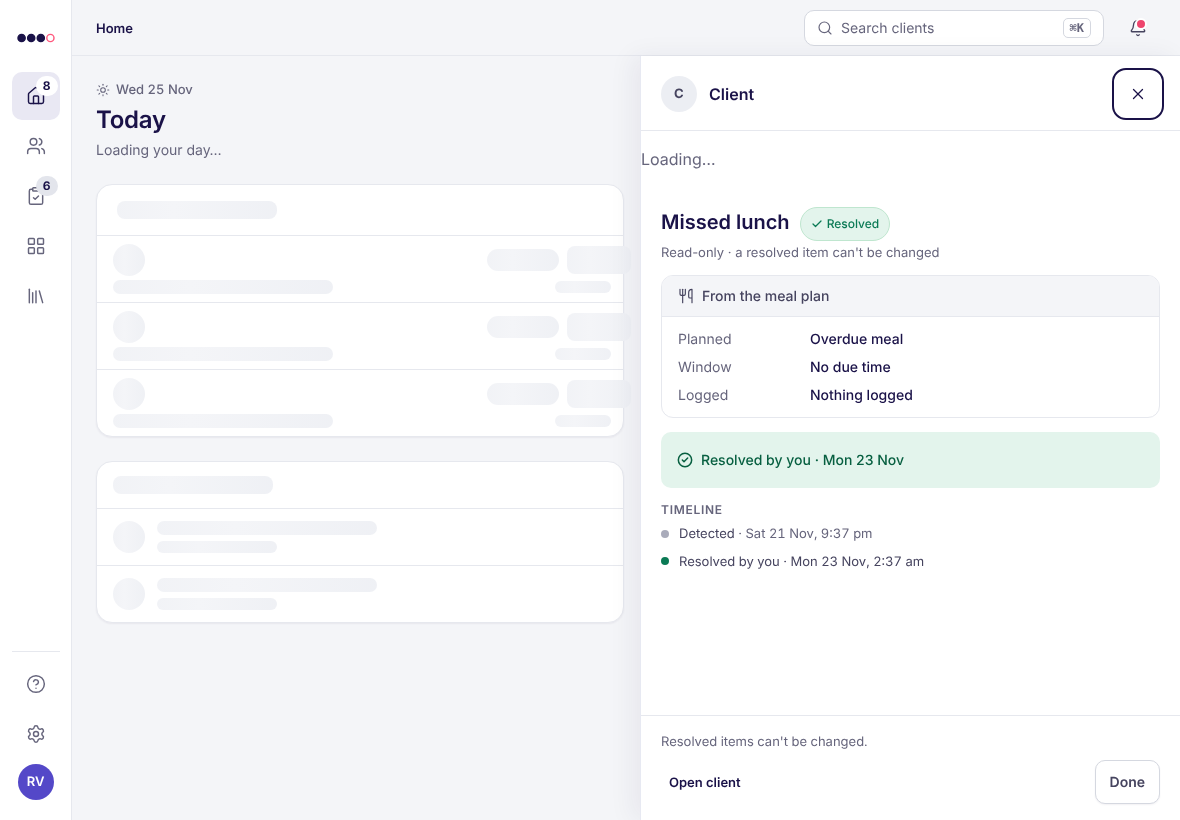 Home
Search clients
⌘K
8
6
RV
Wed 25 Nov
Today
Loading your day...
C
Client
Loading...
Missed lunch
Resolved
Read-only · a resolved item can't be changed
From the meal plan
Planned Overdue meal
Window No due time
Logged Nothing logged
Resolved by you · Mon 23 Nov
TIMELINE
Detected · Sat 21 Nov, 9:37 pm
Resolved by you · Mon 23 Nov, 2:37 am
Resolved items can't be changed.
Open client
Done